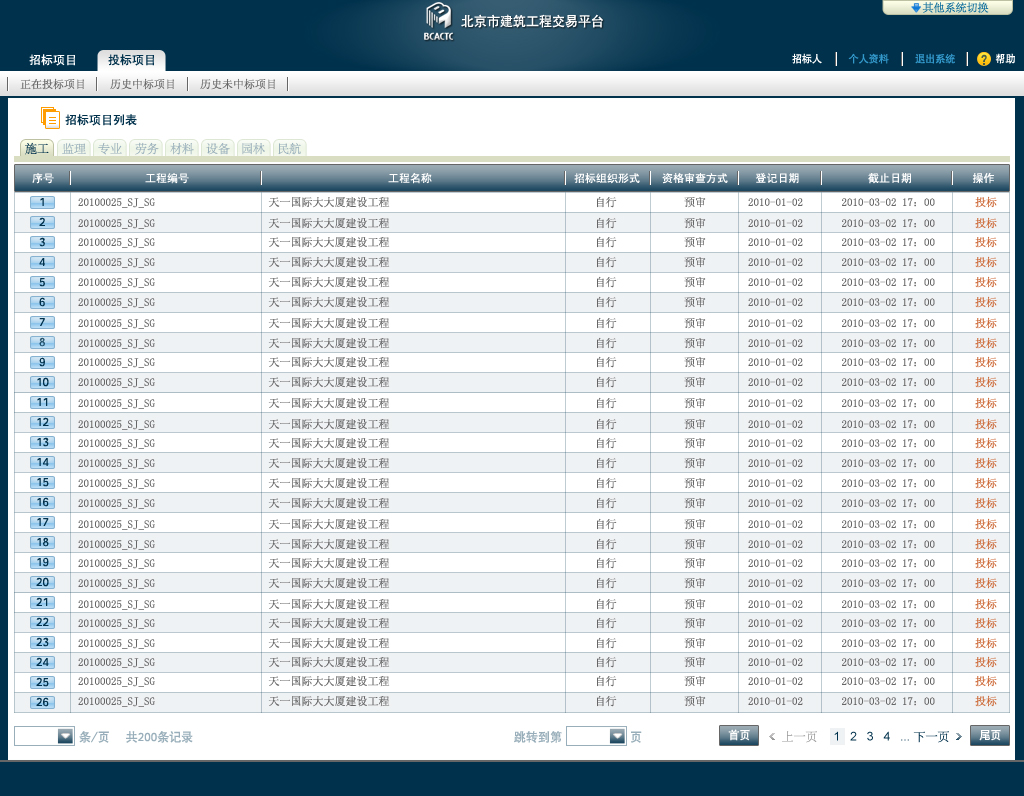 其他系统切换
BCACTC 北京市建筑工程交易平台
招标项目 投标项目 招标人 个人资料 退出系统 ? 帮助
正在投标项目 历史中标项目 历史未中标项目
招标项目列表
施工 监理 专业 劳务 材料 设备 园林 民航
序号 工程编号 工程名称 招标组织形式 资格审查方式 登记日期 截止日期 操作
1 20100025_SJ_SG 天一国际大大厦建设工程 自行 预审 2010-01-02 2010-03-02 17：00 投标
2 20100025_SJ_SG 天一国际大大厦建设工程 自行 预审 2010-01-02 2010-03-02 17：00 投标
3 20100025_SJ_SG 天一国际大大厦建设工程 自行 预审 2010-01-02 2010-03-02 17：00 投标
4 20100025_SJ_SG 天一国际大大厦建设工程 自行 预审 2010-01-02 2010-03-02 17：00 投标
5 20100025_SJ_SG 天一国际大大厦建设工程 自行 预审 2010-01-02 2010-03-02 17：00 投标
6 20100025_SJ_SG 天一国际大大厦建设工程 自行 预审 2010-01-02 2010-03-02 17：00 投标
7 20100025_SJ_SG 天一国际大大厦建设工程 自行 预审 2010-01-02 2010-03-02 17：00 投标
8 20100025_SJ_SG 天一国际大大厦建设工程 自行 预审 2010-01-02 2010-03-02 17：00 投标
9 20100025_SJ_SG 天一国际大大厦建设工程 自行 预审 2010-01-02 2010-03-02 17：00 投标
10 20100025_SJ_SG 天一国际大大厦建设工程 自行 预审 2010-01-02 2010-03-02 17：00 投标
11 20100025_SJ_SG 天一国际大大厦建设工程 自行 预审 2010-01-02 2010-03-02 17：00 投标
12 20100025_SJ_SG 天一国际大大厦建设工程 自行 预审 2010-01-02 2010-03-02 17：00 投标
13 20100025_SJ_SG 天一国际大大厦建设工程 自行 预审 2010-01-02 2010-03-02 17：00 投标
14 20100025_SJ_SG 天一国际大大厦建设工程 自行 预审 2010-01-02 2010-03-02 17：00 投标
15 20100025_SJ_SG 天一国际大大厦建设工程 自行 预审 2010-01-02 2010-03-02 17：00 投标
16 20100025_SJ_SG 天一国际大大厦建设工程 自行 预审 2010-01-02 2010-03-02 17：00 投标
17 20100025_SJ_SG 天一国际大大厦建设工程 自行 预审 2010-01-02 2010-03-02 17：00 投标
18 20100025_SJ_SG 天一国际大大厦建设工程 自行 预审 2010-01-02 2010-03-02 17：00 投标
19 20100025_SJ_SG 天一国际大大厦建设工程 自行 预审 2010-01-02 2010-03-02 17：00 投标
20 20100025_SJ_SG 天一国际大大厦建设工程 自行 预审 2010-01-02 2010-03-02 17：00 投标
21 20100025_SJ_SG 天一国际大大厦建设工程 自行 预审 2010-01-02 2010-03-02 17：00 投标
22 20100025_SJ_SG 天一国际大大厦建设工程 自行 预审 2010-01-02 2010-03-02 17：00 投标
23 20100025_SJ_SG 天一国际大大厦建设工程 自行 预审 2010-01-02 2010-03-02 17：00 投标
24 20100025_SJ_SG 天一国际大大厦建设工程 自行 预审 2010-01-02 2010-03-02 17：00 投标
25 20100025_SJ_SG 天一国际大大厦建设工程 自行 预审 2010-01-02 2010-03-02 17：00 投标
26 20100025_SJ_SG 天一国际大大厦建设工程 自行 预审 2010-01-02 2010-03-02 17：00 投标
条/页 共200条记录 跳转到第 页 首页 < 上一页 1 2 3 4 ... 下一页 > 尾页